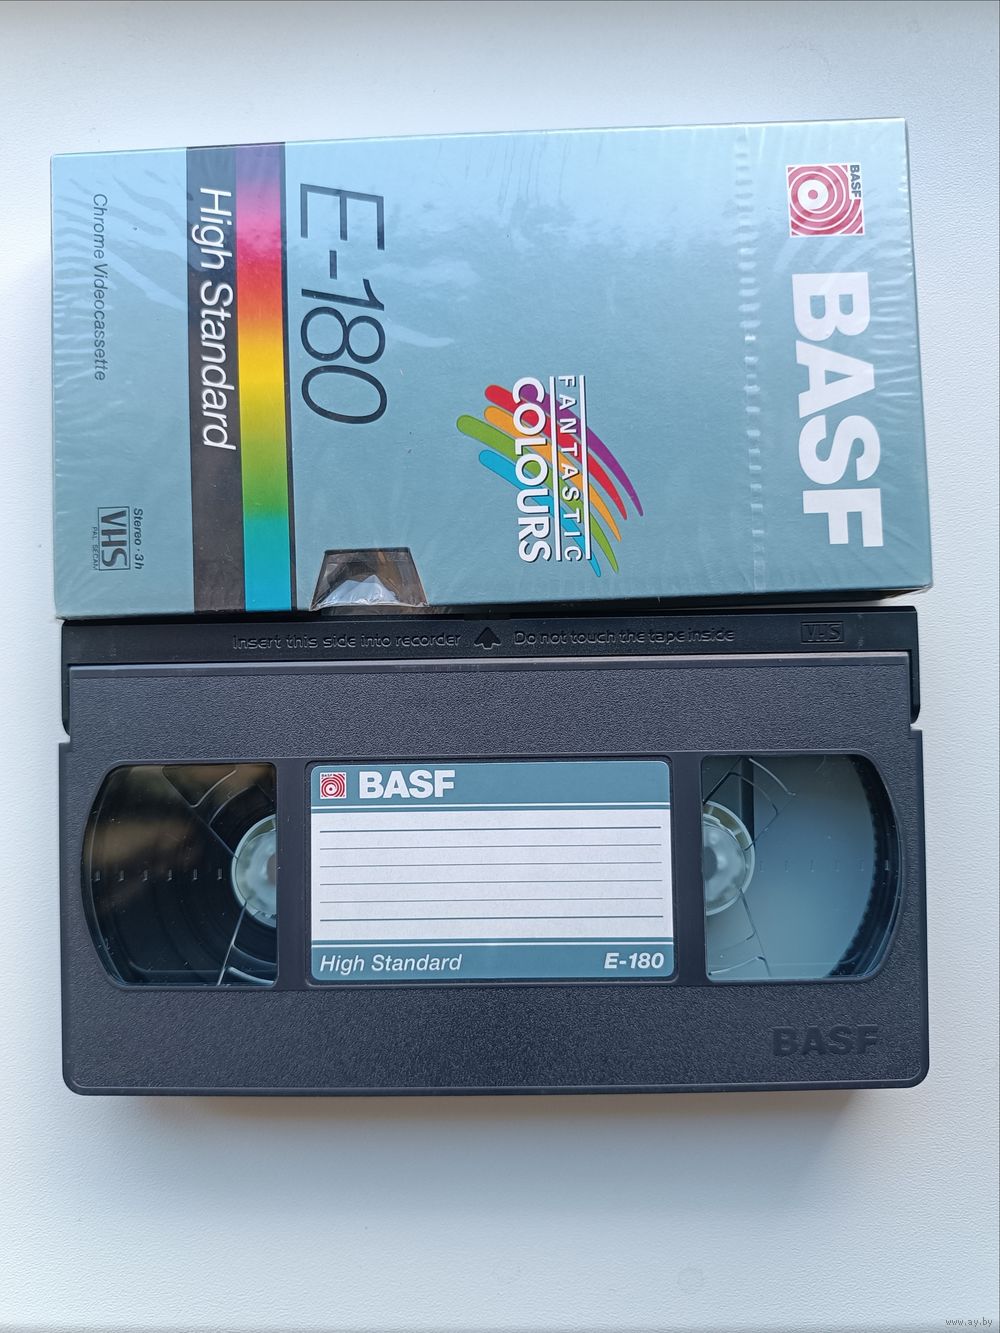 BASF
BASF
FANTASTIC
COLOURS
E-180
High Standard
Chrome Videocassette
Stereo · 3h
VHS
PAL SECAM
Insert this side into recorder
Do not touch the tape inside
VHS
BASF
BASF
High Standard
E-180
BASF
www.ay.by